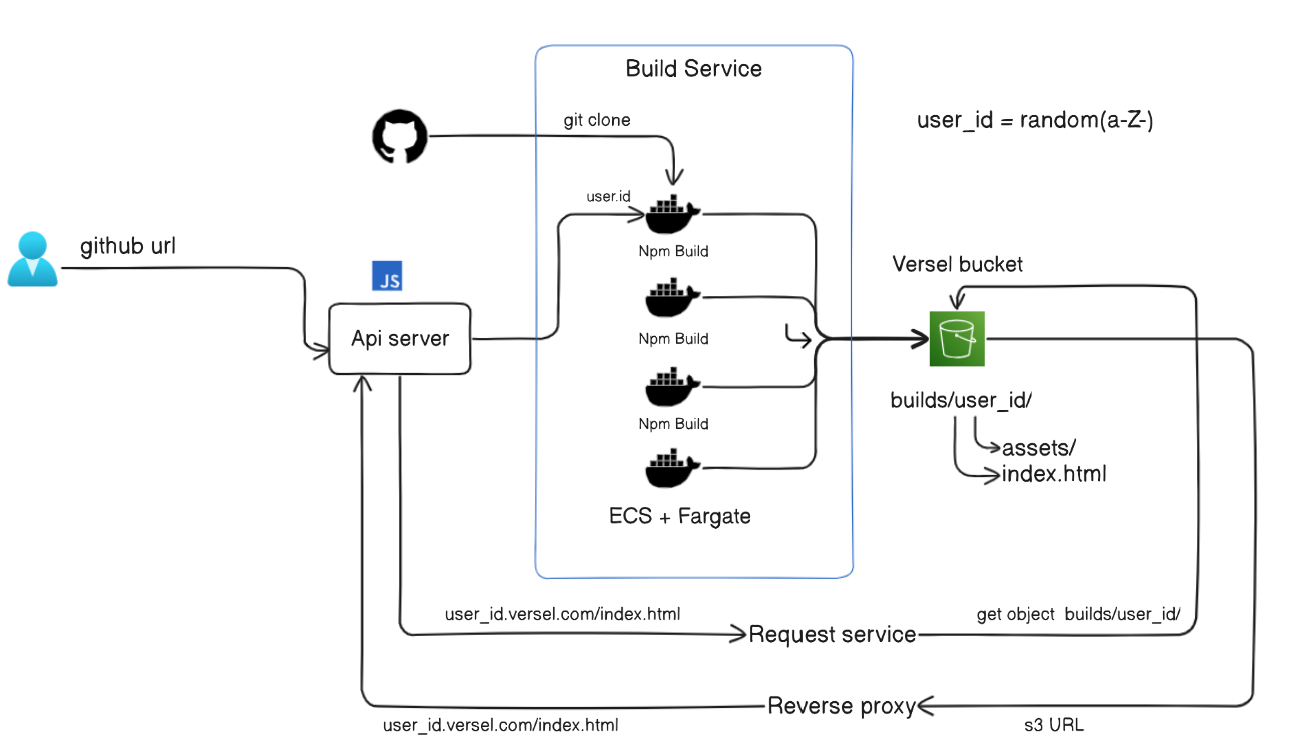 Build Service
git clone
user_id = random(a-Z-)
user.id
github url
Npm Build
JS
Versel bucket
Api server
Npm Build
builds/user_id/
Npm Build
assets/
index.html
ECS + Fargate
user_id.versel.com/index.html
get object builds/user_id/
Request service
Reverse proxy
user_id.versel.com/index.html
s3 URL